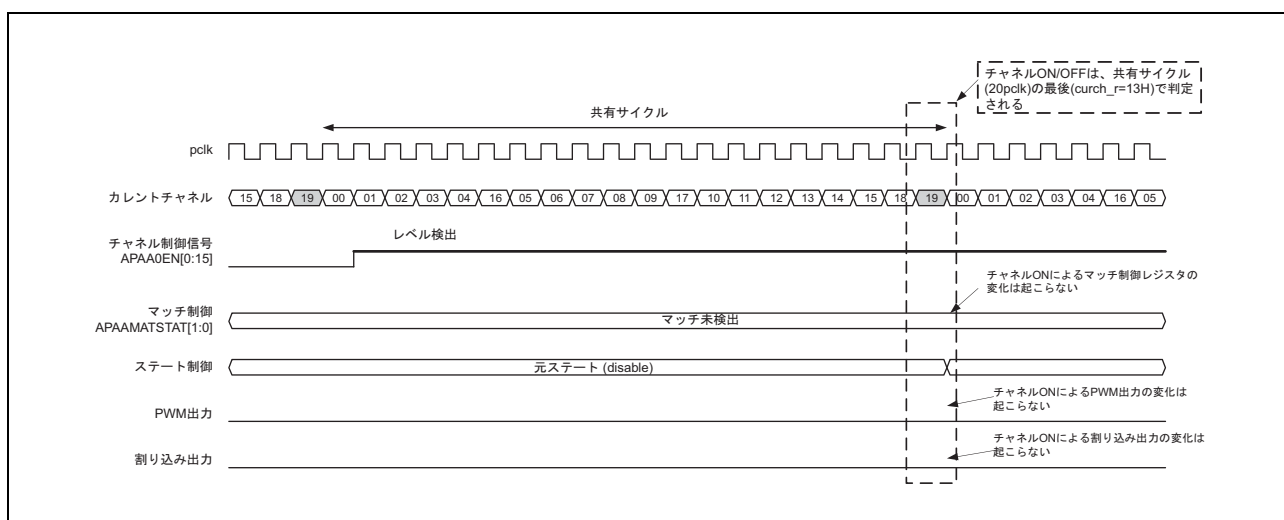 チャネルON/OFFは、共有サイクル
(20pclk)の最後(curch_r=13H)で判定
される
共有サイクル
pclk
カレントチャネル 15 18 19 00 01 02 03 04 16 05 06 07 08 09 17 10 11 12 13 14 15 18 19 00 01 02 03 04 16 05
チャネル制御信号
APAA0EN[0:15]
レベル検出
チャネルONによるマッチ制御レジスタの
変化は起こらない
マッチ制御
APAAMATSTAT[1:0]
マッチ未検出
ステート制御
元ステート (disable)
チャネルONによるPWM出力の変化は
起こらない
PWM出力
チャネルONによる割り込み出力の変化は
起こらない
割り込み出力